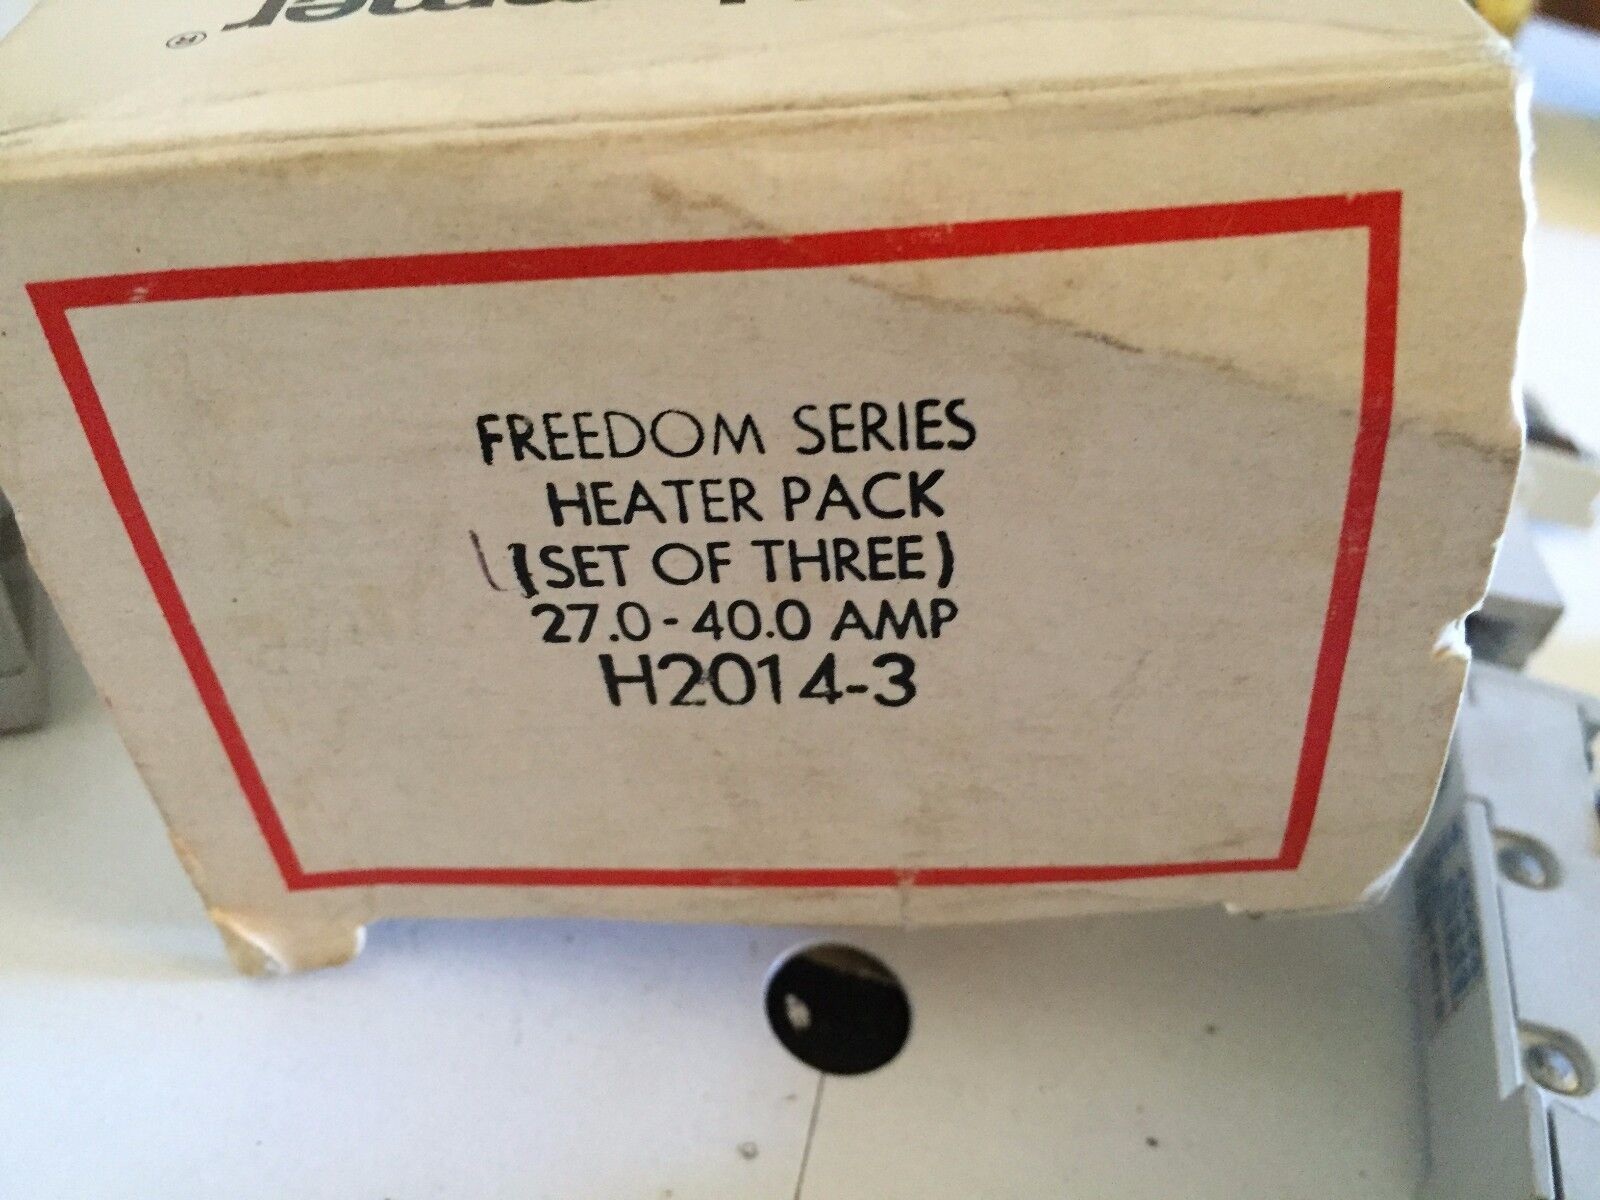 FREEDOM SERIES
HEATER PACK
(SET OF THREE)
27.0-40.0 AMP
H2014-3